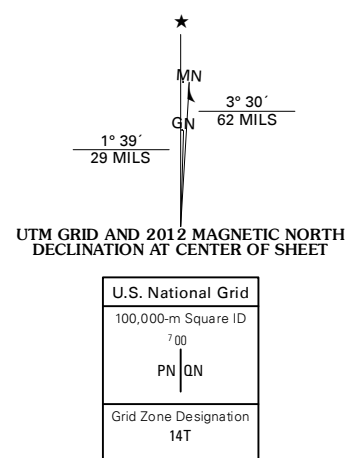 ★
MN
3° 30´
62 MILS
GN
1° 39´
29 MILS
UTM GRID AND 2012 MAGNETIC NORTH
DECLINATION AT CENTER OF SHEET
U.S. National Grid
100,000-m Square ID
⁷00
PN QN
Grid Zone Designation
14T